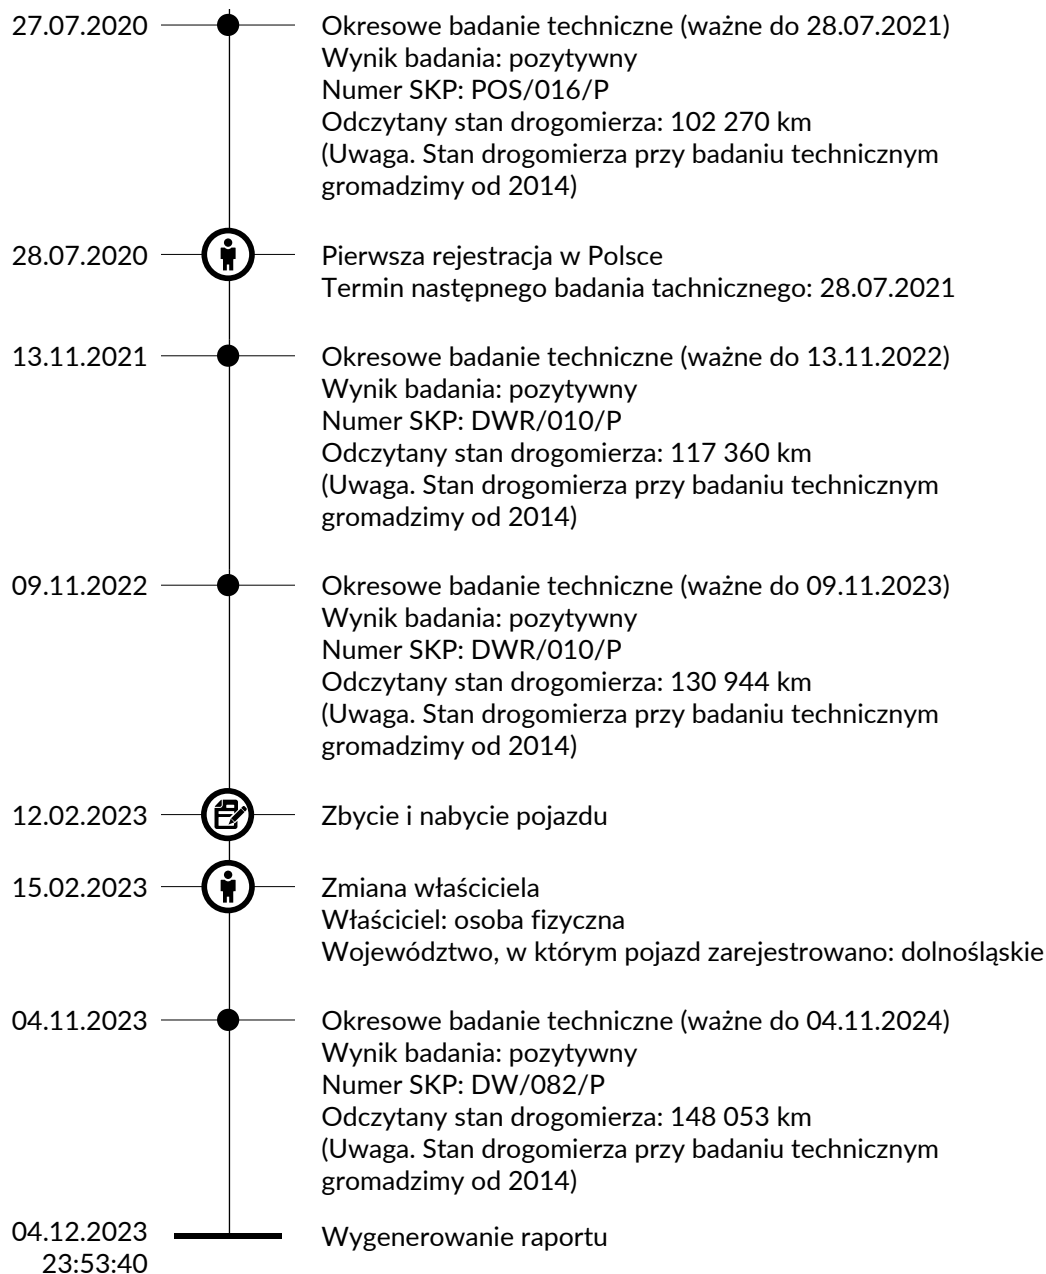 27.07.2020
Okresowe badanie techniczne (ważne do 28.07.2021)
Wynik badania: pozytywny
Numer SKP: POS/016/P
Odczytany stan drogomierza: 102 270 km
(Uwaga. Stan drogomierza przy badaniu technicznym
gromadzimy od 2014)
28.07.2020
Pierwsza rejestracja w Polsce
Termin następnego badania tachnicznego: 28.07.2021
13.11.2021
Okresowe badanie techniczne (ważne do 13.11.2022)
Wynik badania: pozytywny
Numer SKP: DWR/010/P
Odczytany stan drogomierza: 117 360 km
(Uwaga. Stan drogomierza przy badaniu technicznym
gromadzimy od 2014)
09.11.2022
Okresowe badanie techniczne (ważne do 09.11.2023)
Wynik badania: pozytywny
Numer SKP: DWR/010/P
Odczytany stan drogomierza: 130 944 km
(Uwaga. Stan drogomierza przy badaniu technicznym
gromadzimy od 2014)
12.02.2023
Zbycie i nabycie pojazdu
15.02.2023
Zmiana właściciela
Właściciel: osoba fizyczna
Województwo, w którym pojazd zarejestrowano: dolnośląskie
04.11.2023
Okresowe badanie techniczne (ważne do 04.11.2024)
Wynik badania: pozytywny
Numer SKP: DW/082/P
Odczytany stan drogomierza: 148 053 km
(Uwaga. Stan drogomierza przy badaniu technicznym
gromadzimy od 2014)
04.12.2023
23:53:40
Wygenerowanie raportu